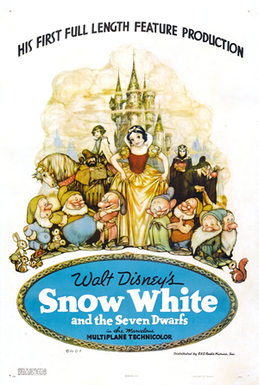 HIS FIRST FULL LENGTH FEATURE PRODUCTION
Walt Disney's
Snow White
and the Seven Dwarfs
in the Marvelous
MULTIPLANE TECHNICOLOR
Distributed by RKO Radio Pictures, Inc.